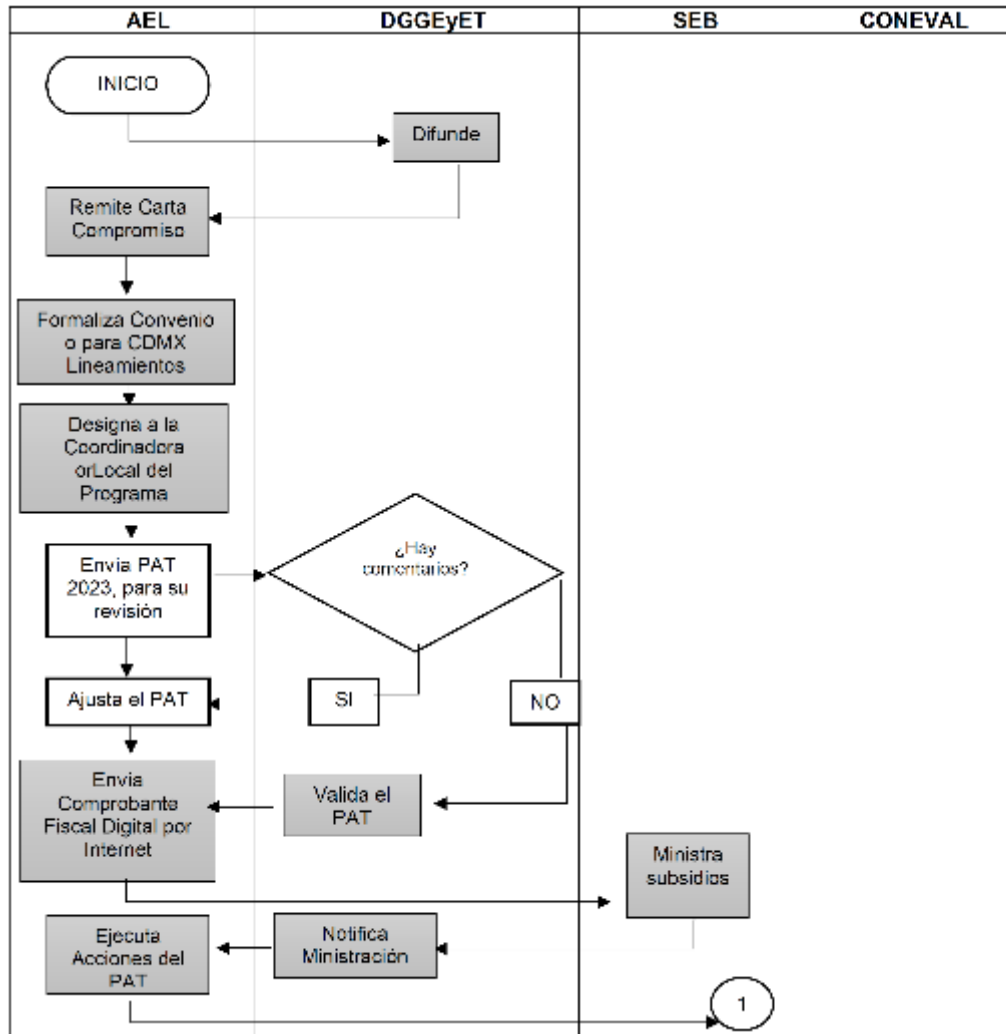 AEL DGGEyET SEB CONEVAL
INICIO
Difunde
Remite Carta
Compromiso
Formaliza Convenio
o para CDMX
Lineamientos
Designa a la
Coordinadora
orLocal del
Programa
Envía PAT
2023, para su
revisión
¿Hay
comentarios?
Ajusta el PAT
SI
NO
Envía
Comprobante
Fiscal Digital por
Internet
Valida el
PAT
Ministra
subsidios
Ejecuta
Acciones del
PAT
Notifica
Ministración
1